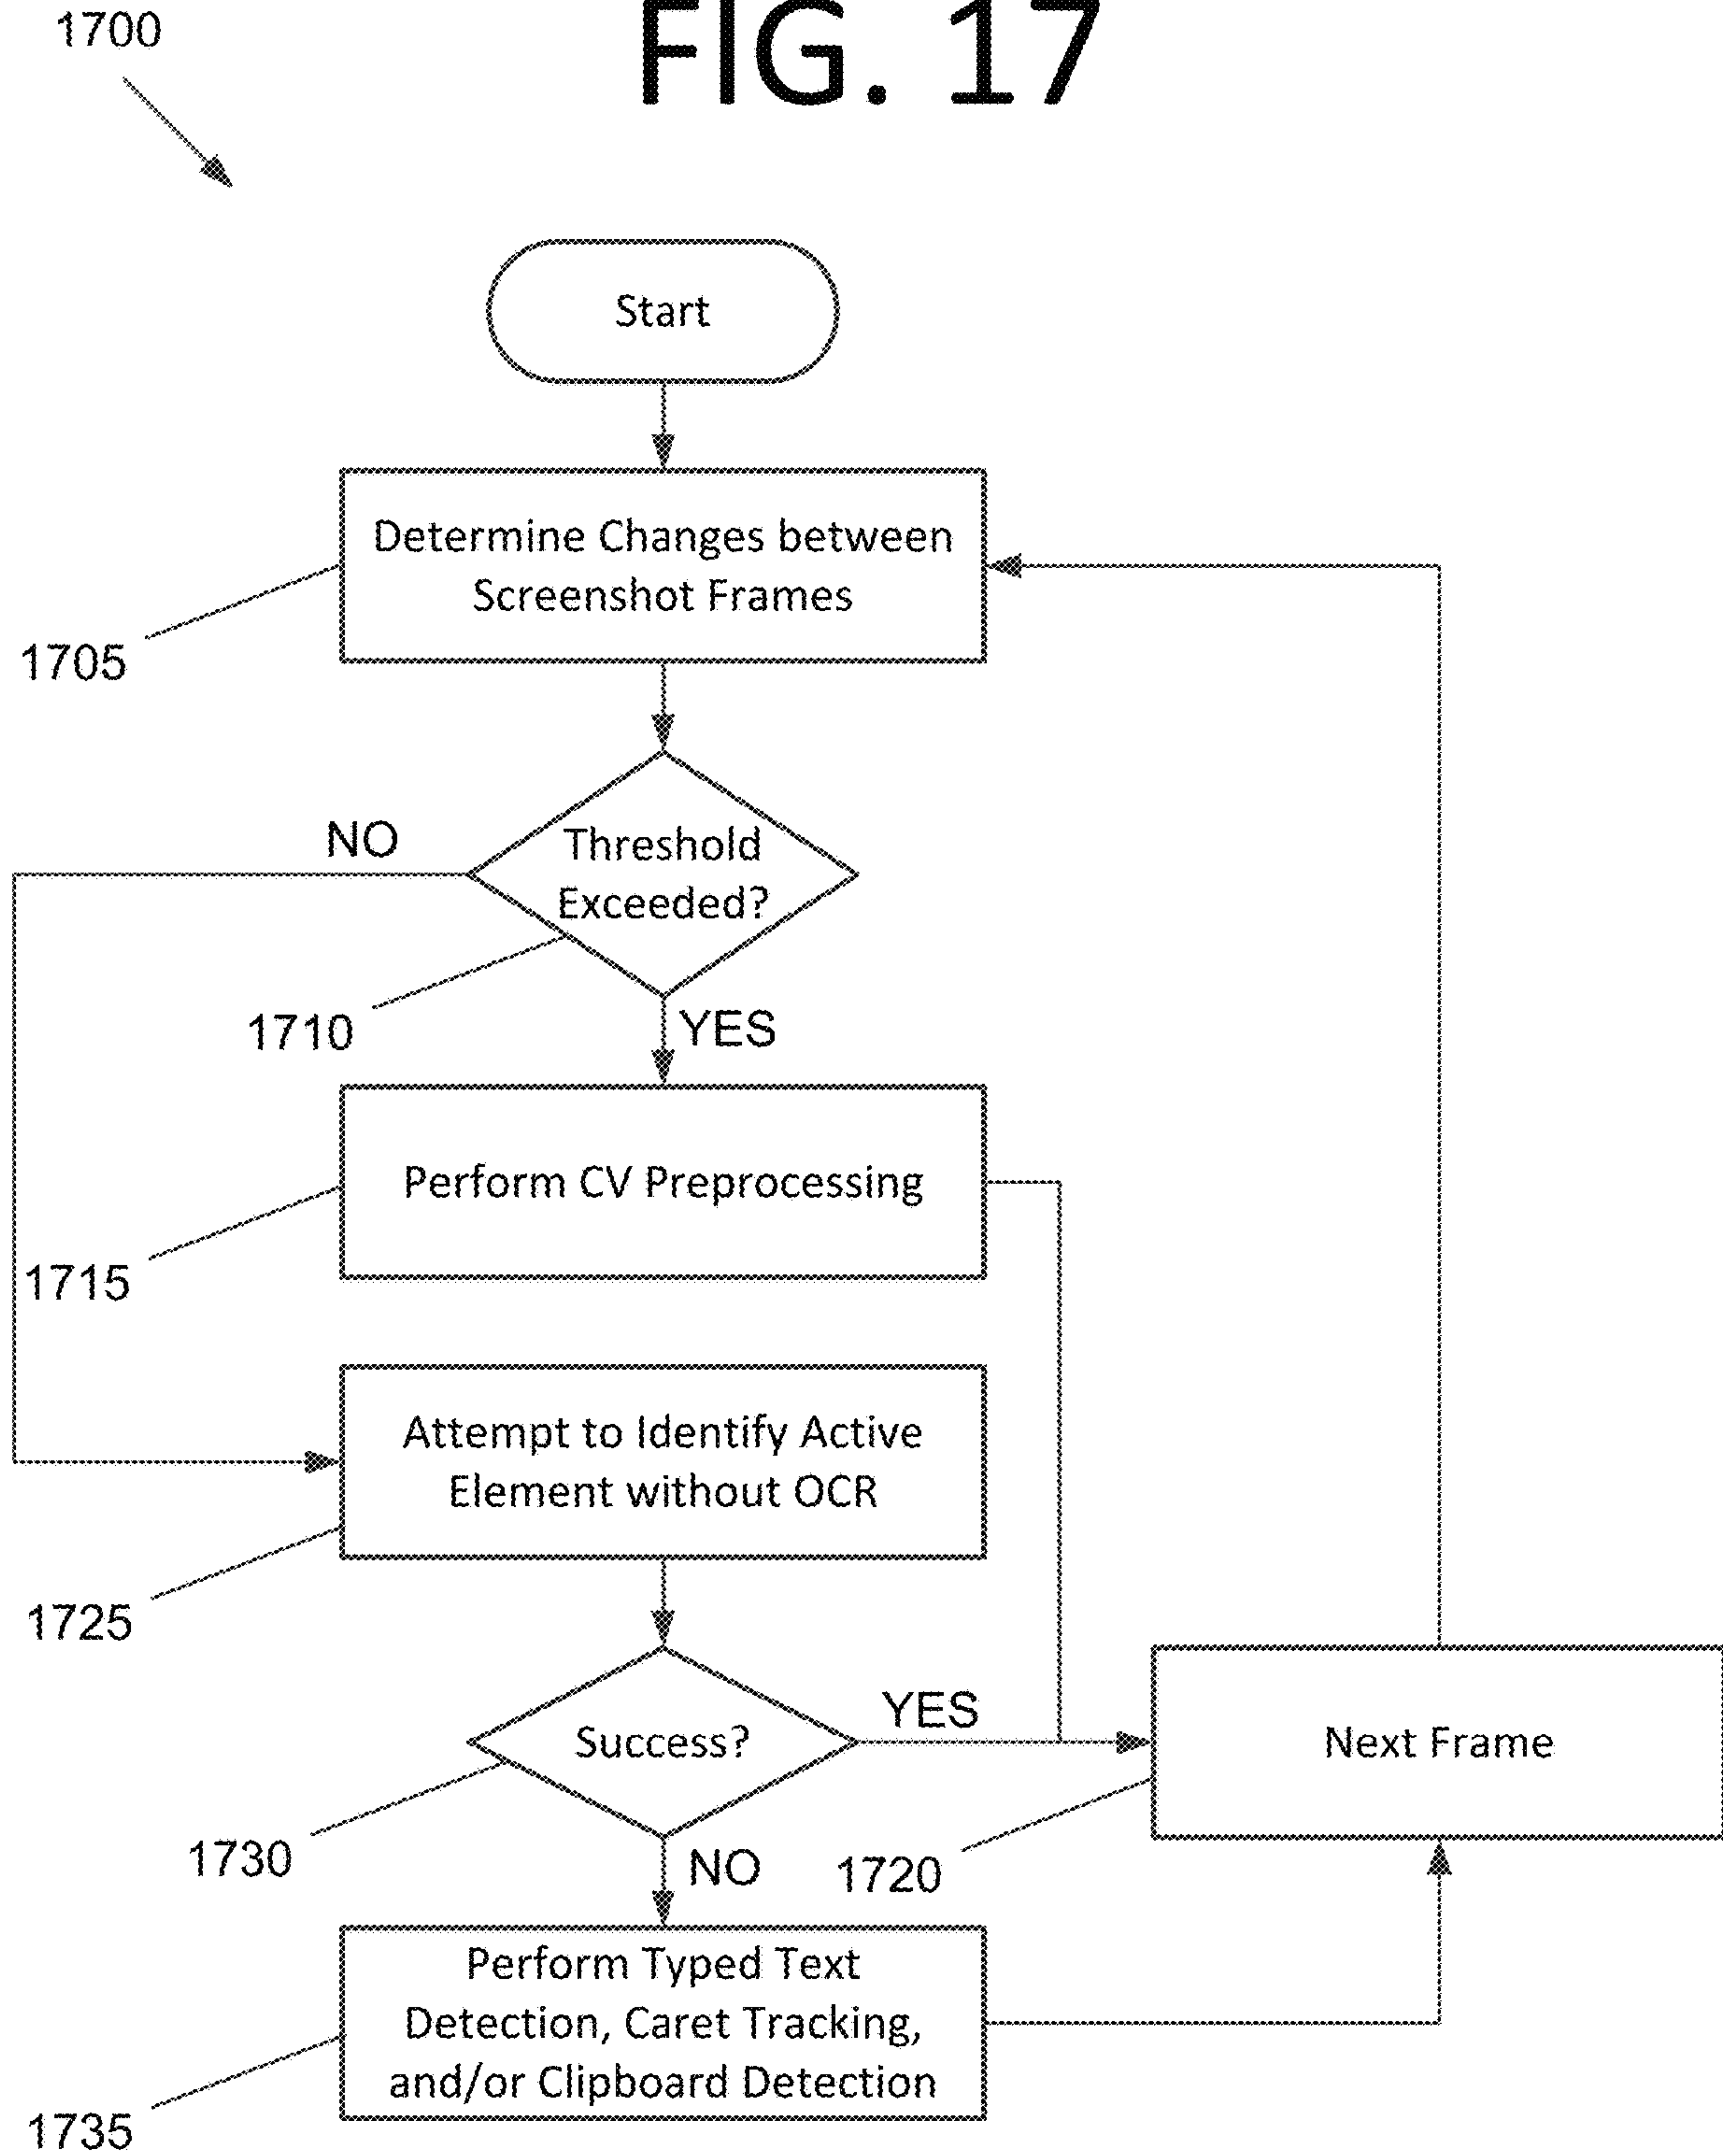 FIG. 17
1700
Start
Determine Changes between
Screenshot Frames
1705
NO
Threshold
Exceeded?
1710
YES
Perform CV Preprocessing
1715
Attempt to Identify Active
Element without OCR
1725
Success?
YES
1730
Next Frame
1720
NO
Perform Typed Text
Detection, Caret Tracking,
and/or Clipboard Detection
1735